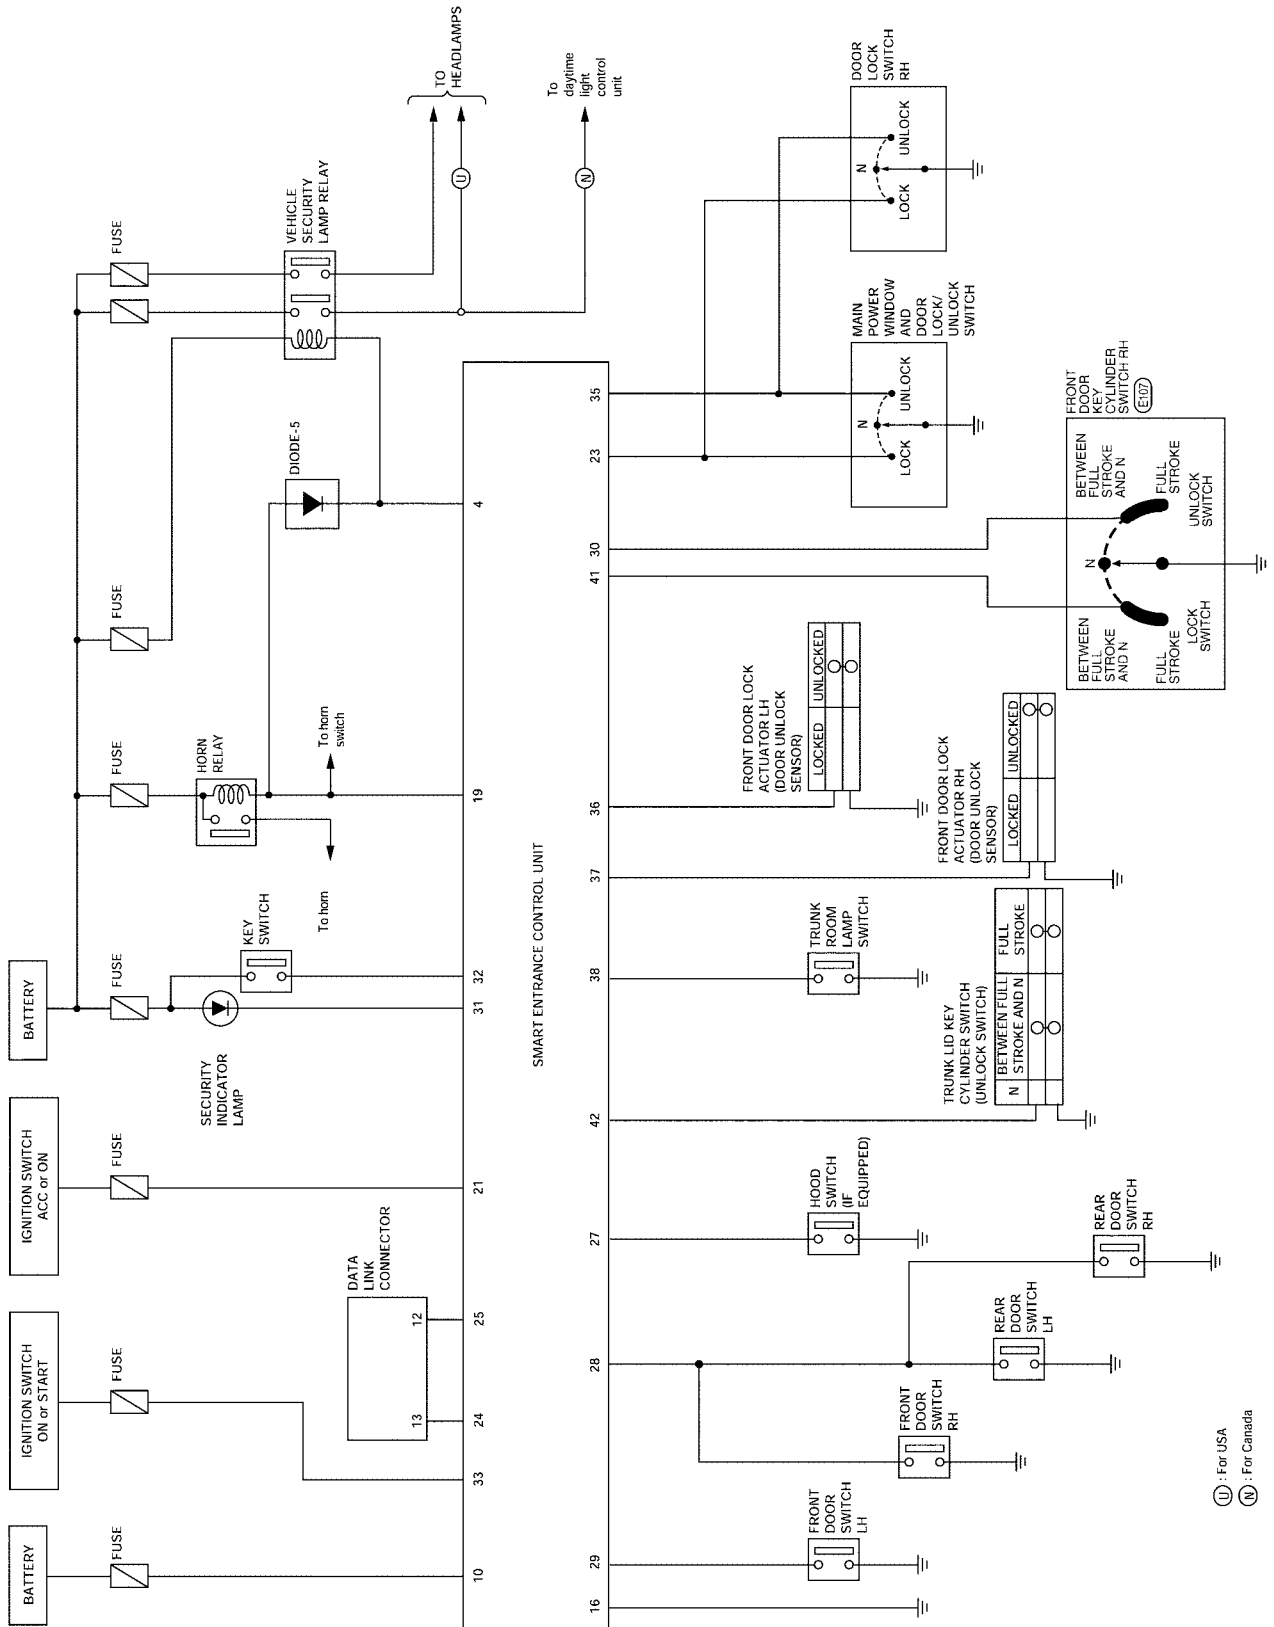 BATTERY
FUSE
10
IGNITION SWITCH
ON or START
FUSE
33
DATA
LINK
CONNECTOR
13
12
24
25
IGNITION SWITCH
ACC or ON
FUSE
21
BATTERY
FUSE
SECURITY
INDICATOR
LAMP
KEY
SWITCH
31
32
FUSE
HORN
RELAY
To horn
To horn
switch
19
FUSE
DIODE-5
4
FUSE
VEHICLE
SECURITY
LAMP RELAY
TO
HEADLAMPS
U
N
To
daytime
light
control
unit
SMART ENTRANCE CONTROL UNIT
16
29
28
27
42
38
37
36
41
30
23
35
FRONT
DOOR
SWITCH
LH
FRONT
DOOR
SWITCH
RH
REAR
DOOR
SWITCH
LH
REAR
DOOR
SWITCH
RH
HOOD
SWITCH
(IF
EQUIPPED)
TRUNK LID KEY
CYLINDER SWITCH
(UNLOCK SWITCH)
N
BETWEEN FULL
STROKE AND N
FULL
STROKE
TRUNK
ROOM
LAMP
SWITCH
FRONT DOOR LOCK
ACTUATOR RH
(DOOR UNLOCK
SENSOR)
LOCKED
UNLOCKED
FRONT DOOR LOCK
ACTUATOR LH
(DOOR UNLOCK
SENSOR)
LOCKED
UNLOCKED
FRONT
DOOR
KEY
CYLINDER
SWITCH RH
E107
BETWEEN
FULL
STROKE
AND N
N
BETWEEN
FULL
STROKE
AND N
FULL
STROKE
FULL
STROKE
LOCK
SWITCH
UNLOCK
SWITCH
MAIN
POWER
WINDOW
AND
DOOR
LOCK/
UNLOCK
SWITCH
N
LOCK
UNLOCK
DOOR
LOCK
SWITCH
RH
N
LOCK
UNLOCK
U : For USA
N : For Canada